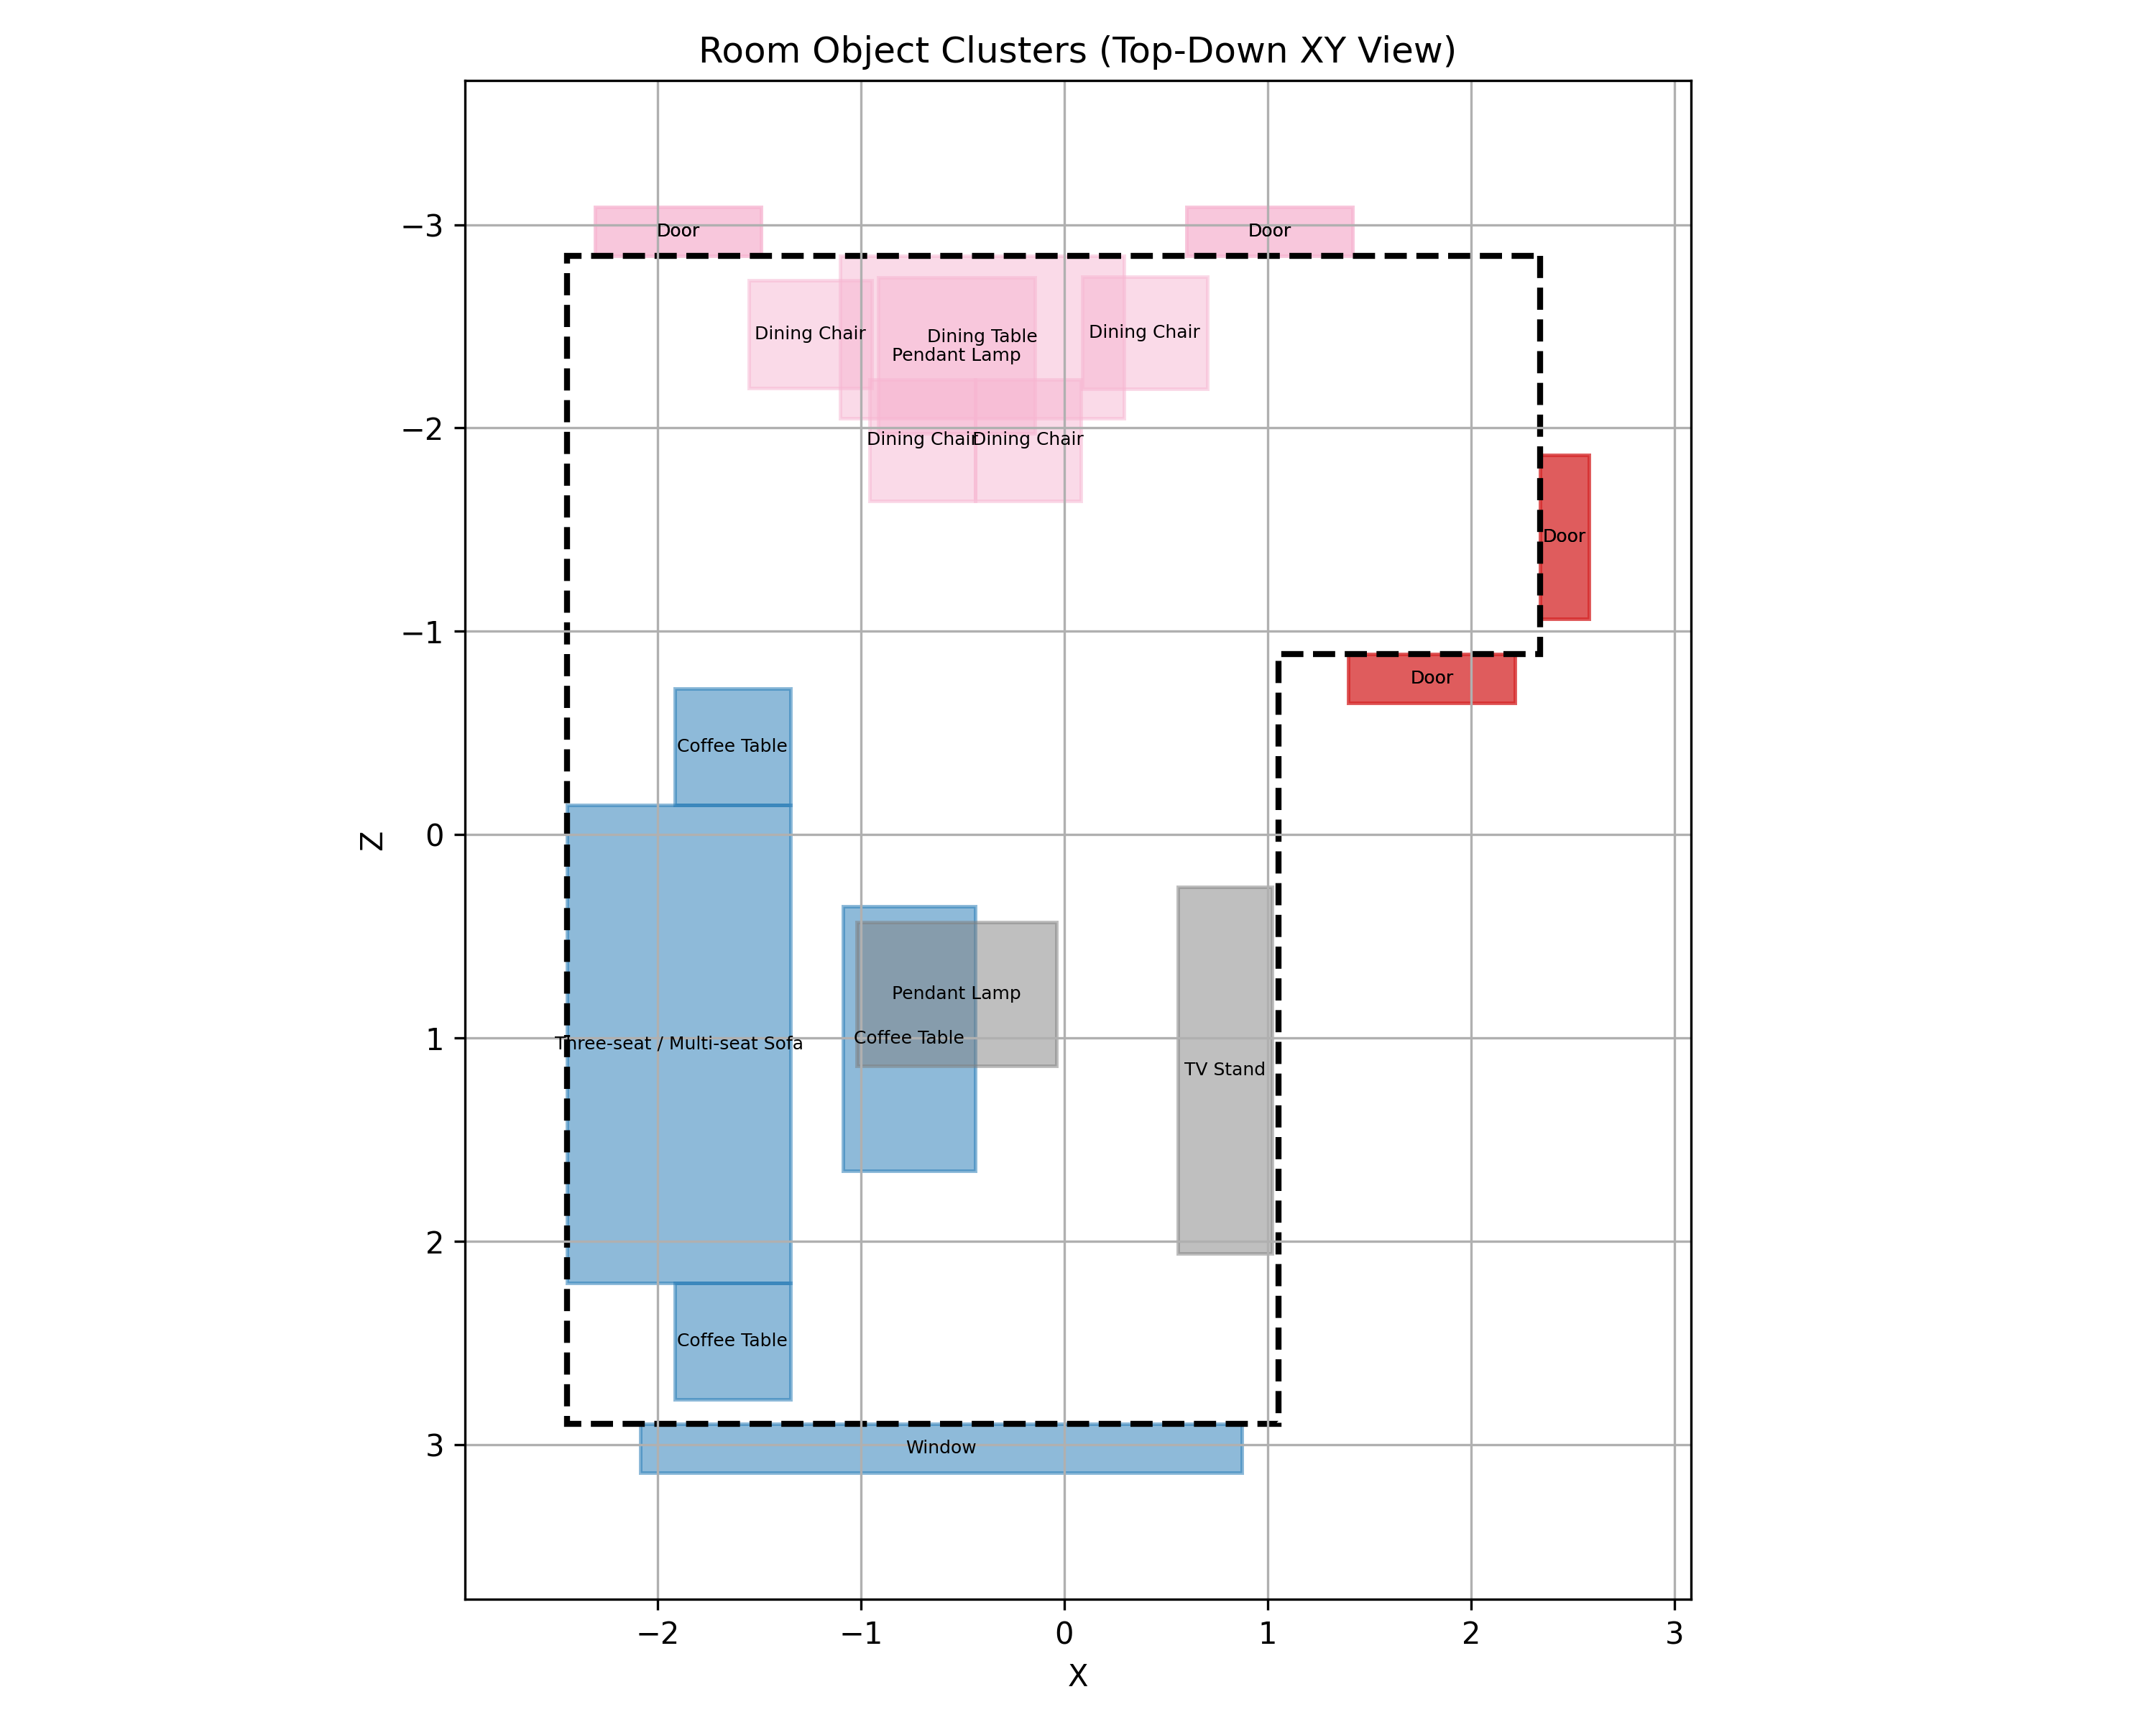 Room Object Clusters (Top-Down XY View)
−3
Door
Door
Dining Chair
Dining Table
Dining Chair
Pendant Lamp
−2
Dining Chair
Dining Chair
Door
−1
Door
Coffee Table
0
Z
Pendant Lamp
1
Coffee Table
Three-seat / Multi-seat Sofa
TV Stand
2
Coffee Table
3
Window
−2
−1
0
1
2
3
X